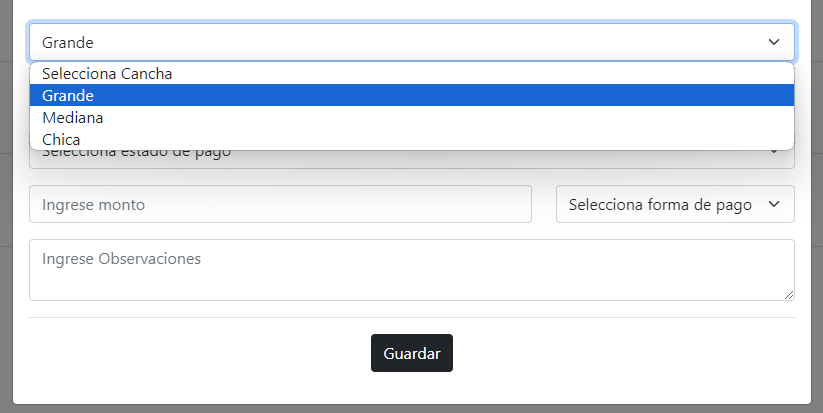 Grande
Selecciona Cancha
Grande
Mediana
Chica
Selecciona estado de pago
Ingrese monto
Selecciona forma de pago
Ingrese Observaciones
Guardar